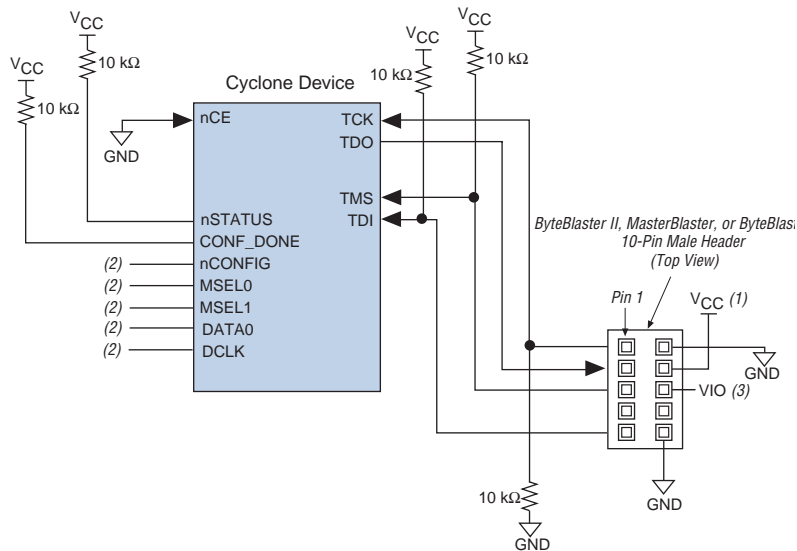 VCC
VCC
10 kΩ
VCC
10 kΩ
VCC
10 kΩ
10 kΩ
Cyclone Device
GND
nCE
TCK
TDO
TMS
TDI
nSTATUS
CONF_DONE
(2) nCONFIG
(2) MSEL0
(2) MSEL1
(2) DATA0
(2) DCLK
ByteBlaster II, MasterBlaster, or ByteBlas
10-Pin Male Header
(Top View)
Pin 1
VCC (1)
GND
VIO (3)
10 kΩ
GND
GND